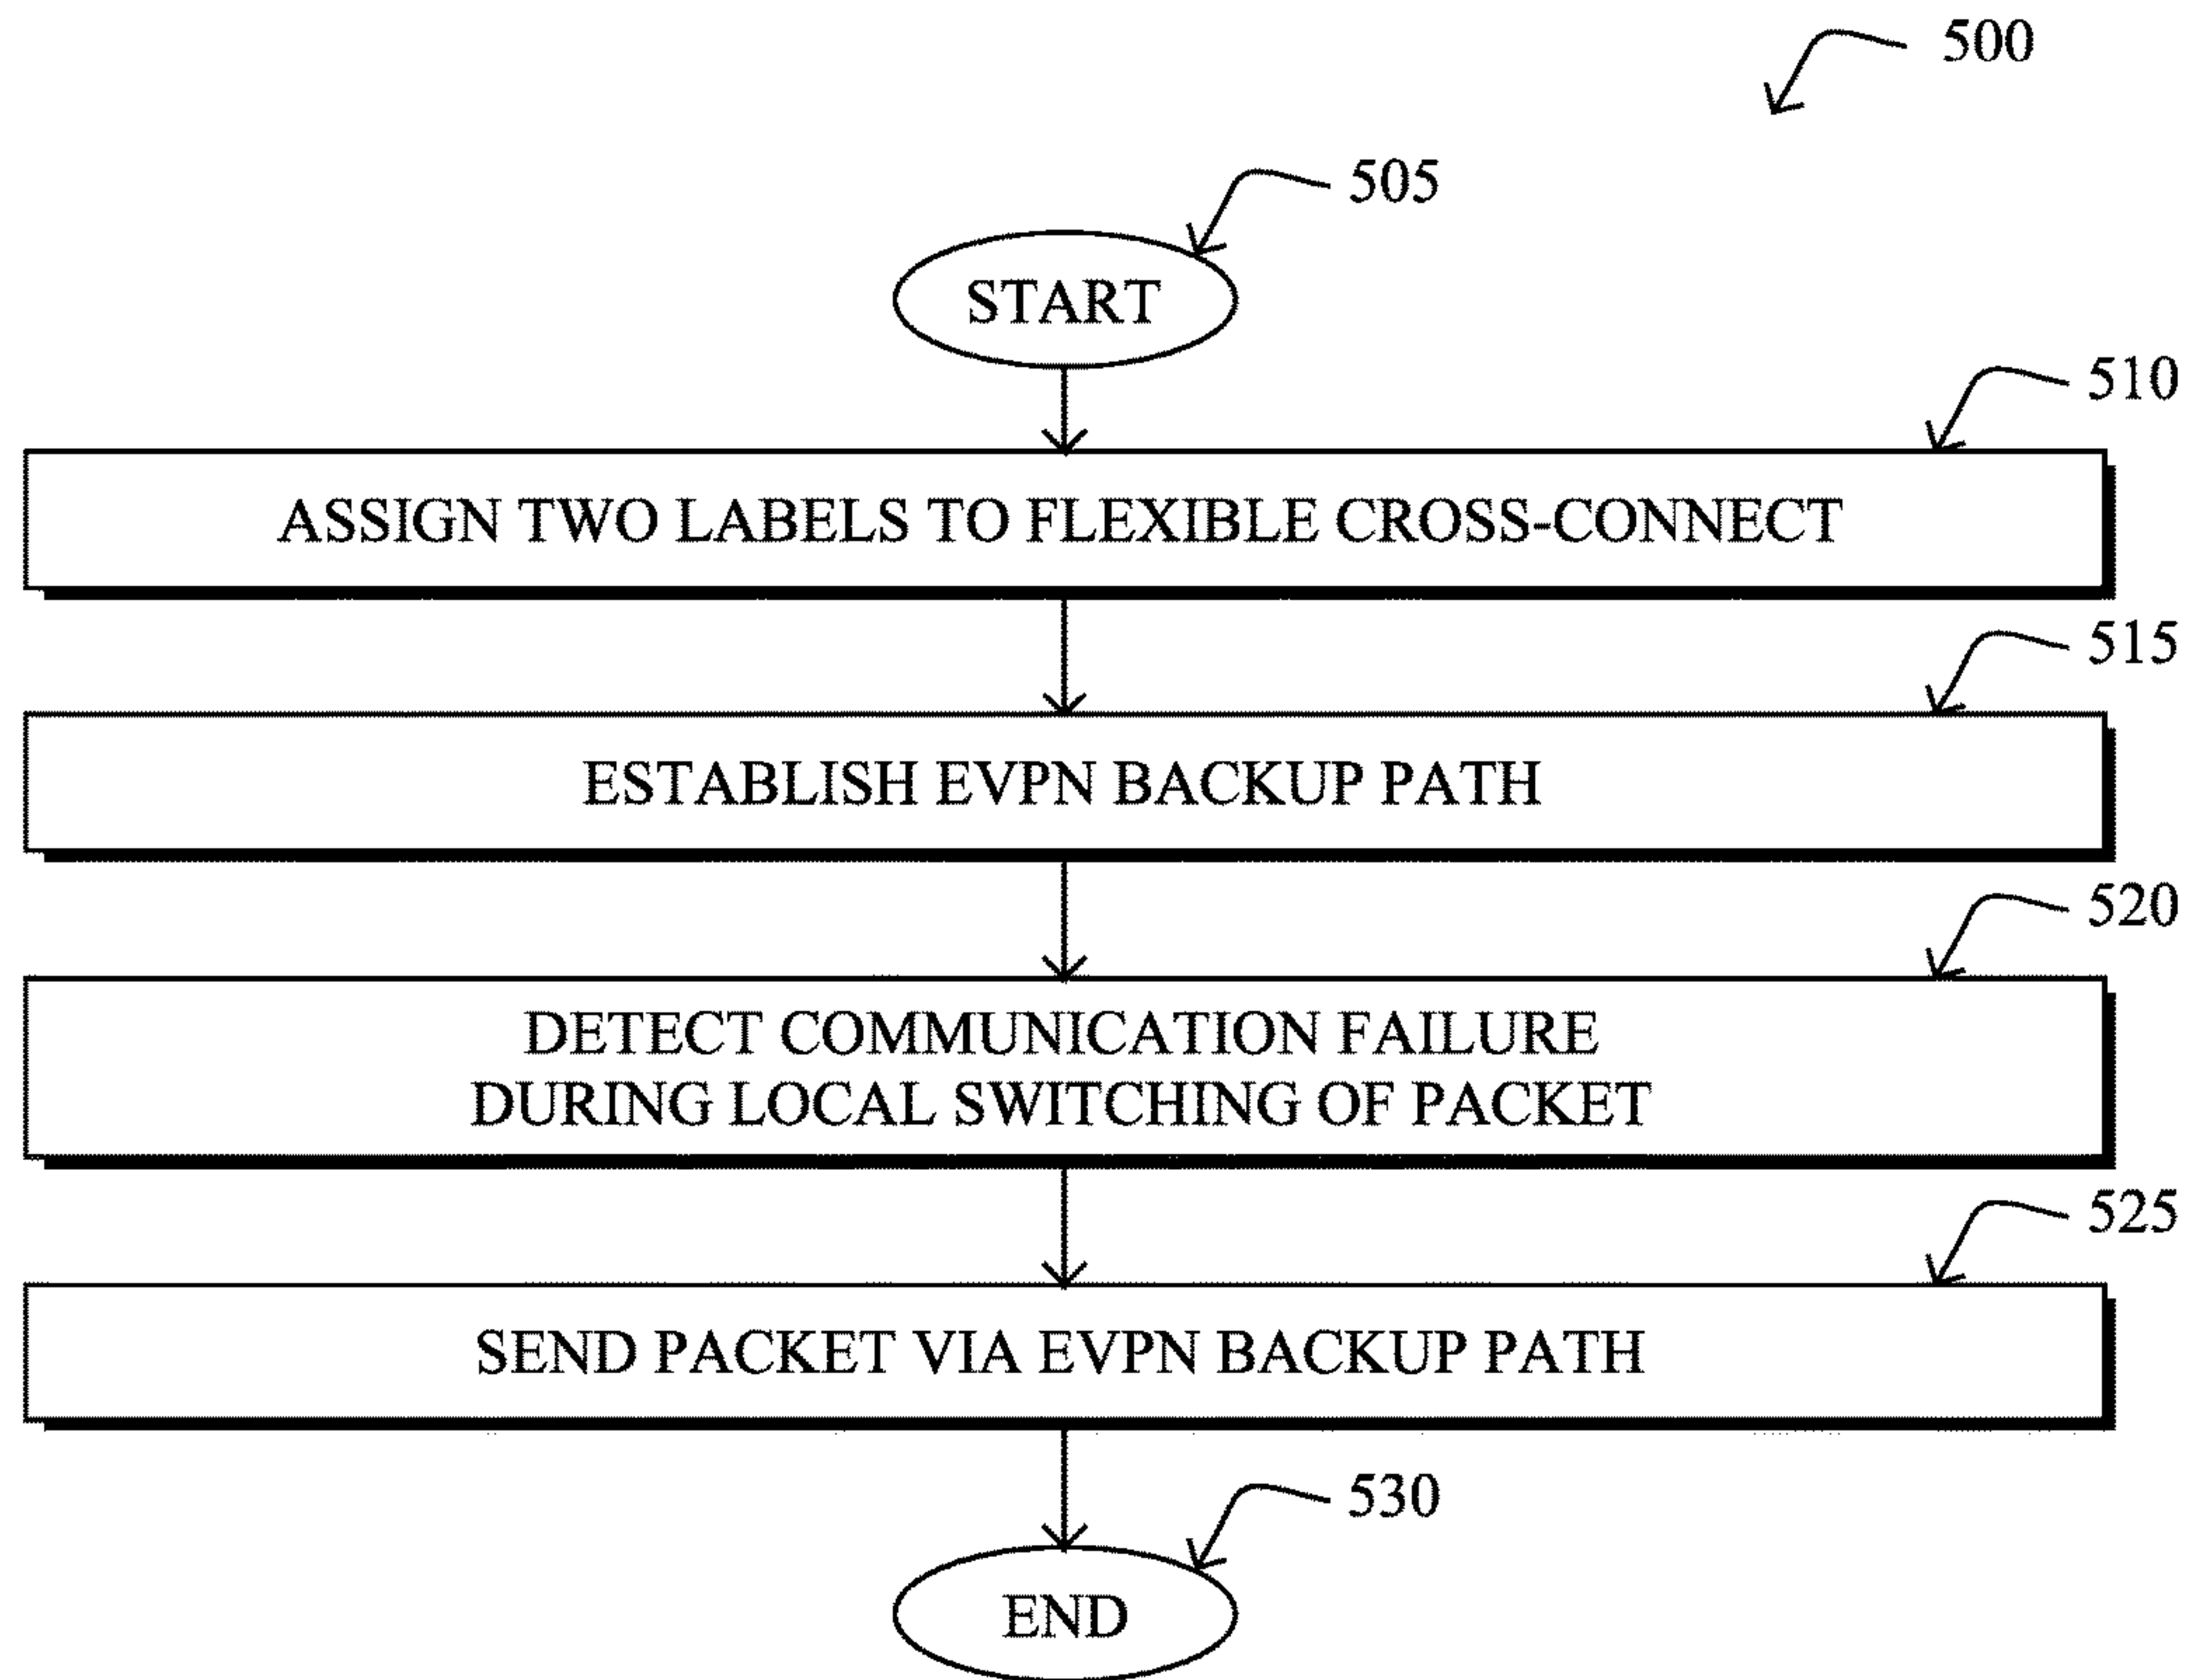 500
505
START
510
ASSIGN TWO LABELS TO FLEXIBLE CROSS-CONNECT
515
ESTABLISH EVPN BACKUP PATH
520
DETECT COMMUNICATION FAILURE
DURING LOCAL SWITCHING OF PACKET
525
SEND PACKET VIA EVPN BACKUP PATH
530
END